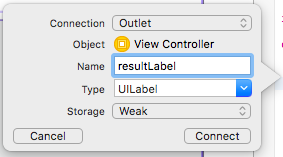 Connection Outlet
Object View Controller
Name resultLabel
Type UILabel
Storage Weak
Cancel Connect